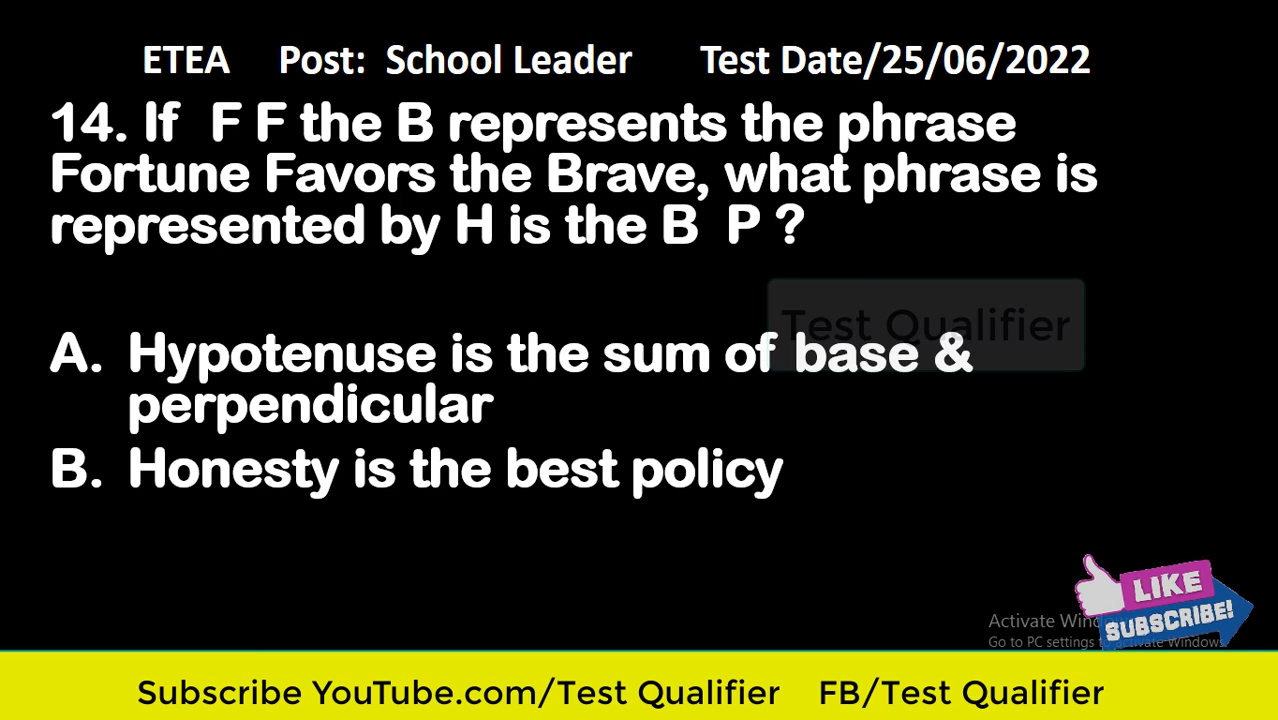 ETEA Post: School Leader Test Date/25/06/2022
14. If F F the B represents the phrase
Fortune Favors the Brave, what phrase is
represented by H is the B P ?
Test Qualifier
A. Hypotenuse is the sum of base &
perpendicular
B. Honesty is the best policy
LIKE
SUBSCRIBE!
Activate Windows
Go to PC settings to activate Windows.
Subscribe YouTube.com/Test Qualifier FB/Test Qualifier